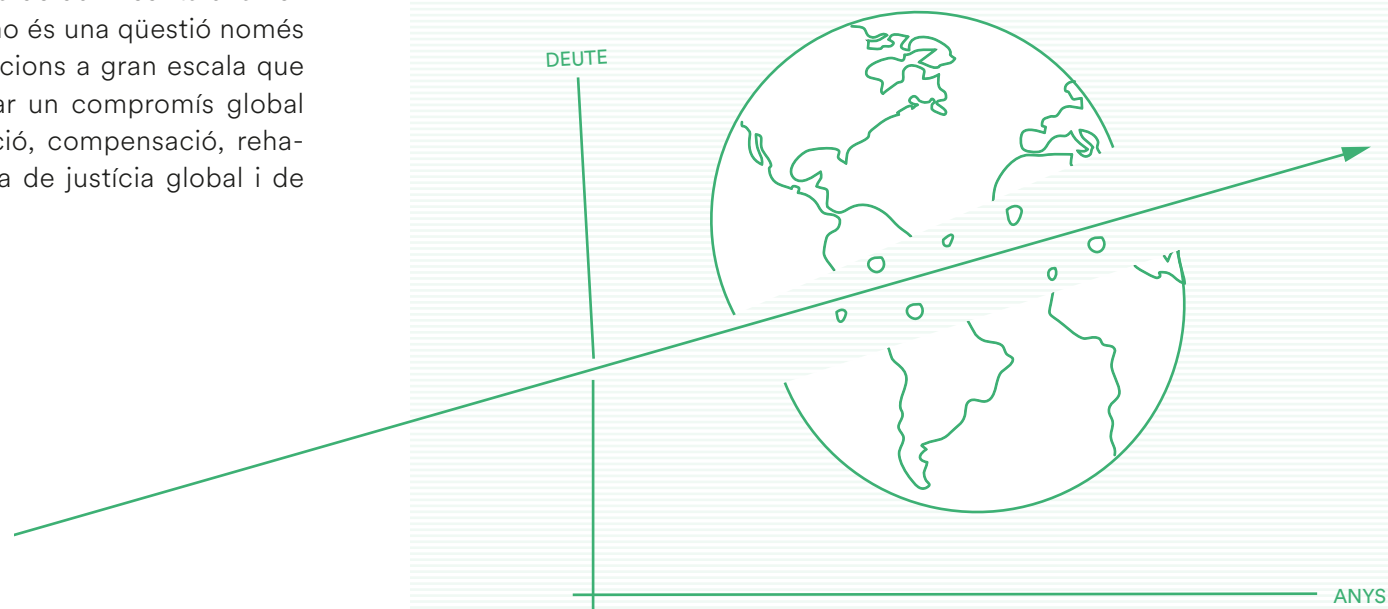 no és una qüestió només
cions a gran escala que
ar un compromís global
ció, compensació, reha-
a de justícia global i de
DEUTE
ANYS